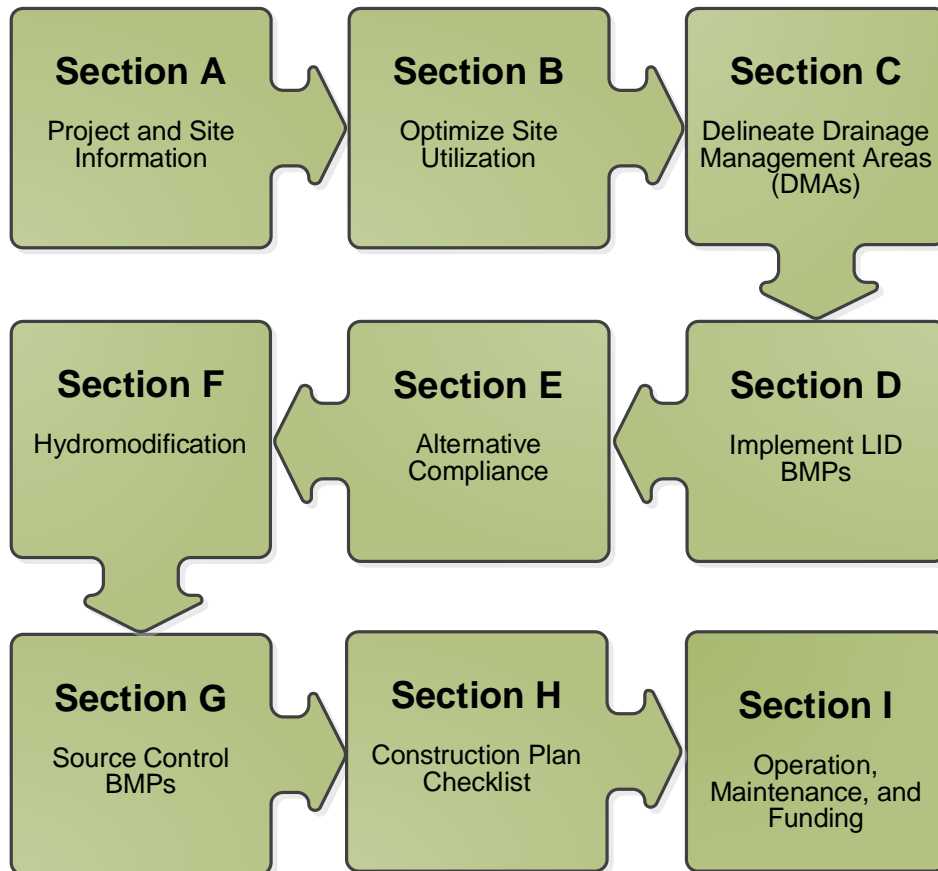 Section A
Project and Site
Information
Section B
Optimize Site
Utilization
Section C
Delineate Drainage
Management Areas
(DMAs)
Section D
Implement LID
BMPs
Section E
Alternative
Compliance
Section F
Hydromodification
Section G
Source Control
BMPs
Section H
Construction Plan
Checklist
Section I
Operation,
Maintenance, and
Funding